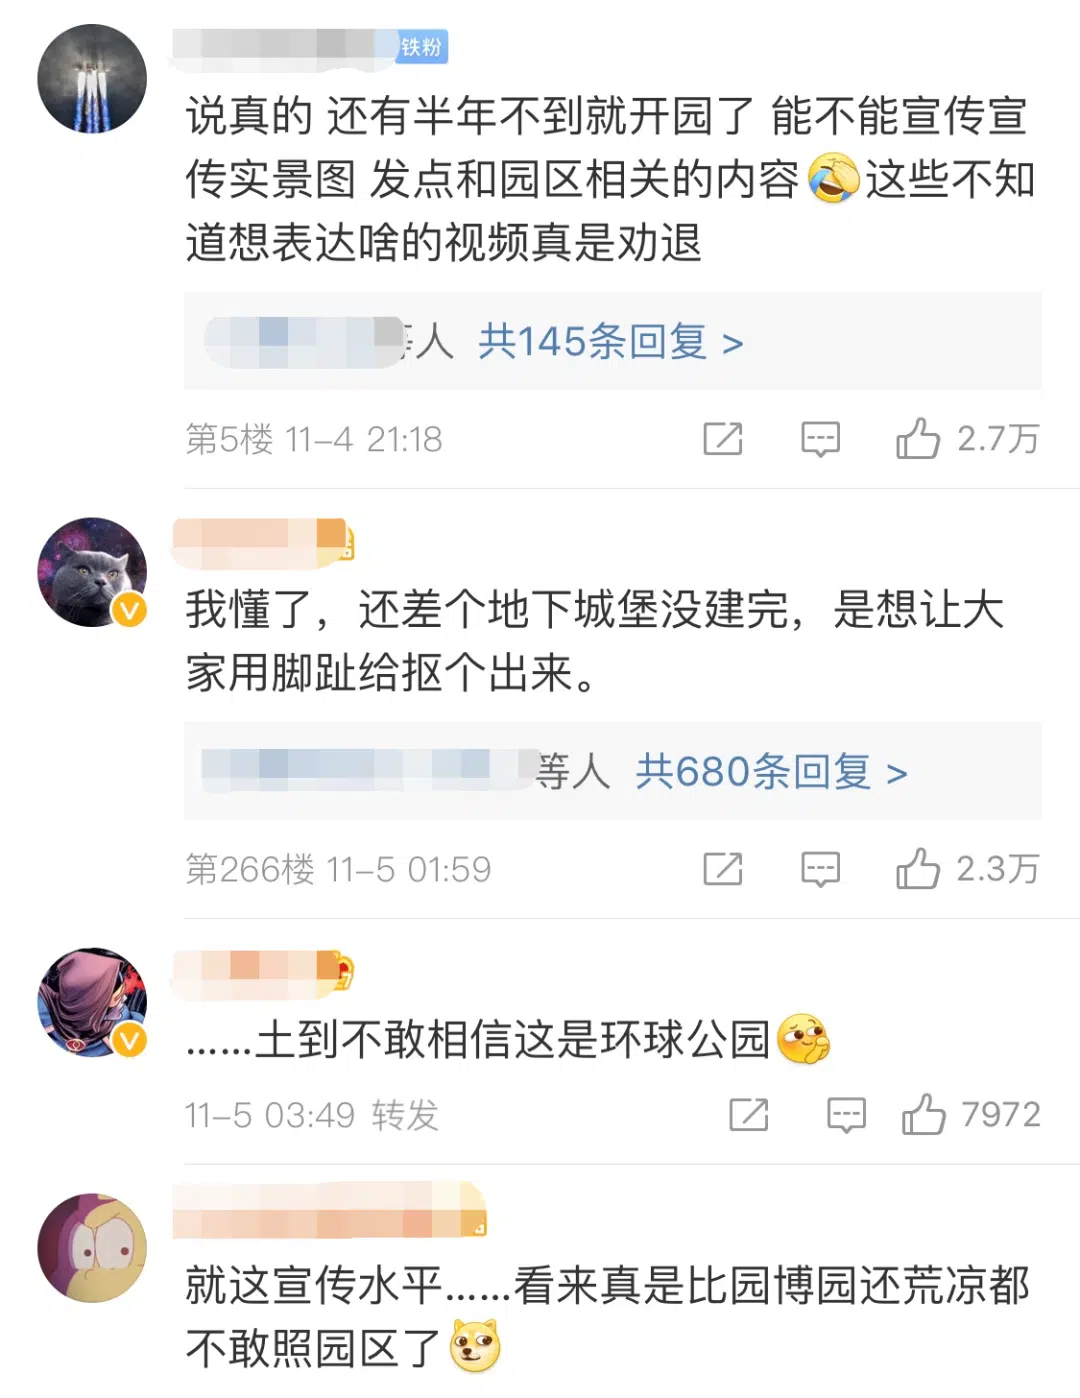 铁粉
说真的 还有半年不到就开园了 能不能宣传宣
传实景图 发点和园区相关的内容🤣这些不知
道想表达啥的视频真是劝退
等人 共145条回复 >
第5楼 11-4 21:18 2.7万
我懂了，还差个地下城堡没建完，是想让大
家用脚趾给抠个出来。
等人 共680条回复 >
第266楼 11-5 01:59 2.3万
……土到不敢相信这是环球公园
11-5 03:49 转发 7972
就这宣传水平……看来真是比园博园还荒凉都
不敢照园区了